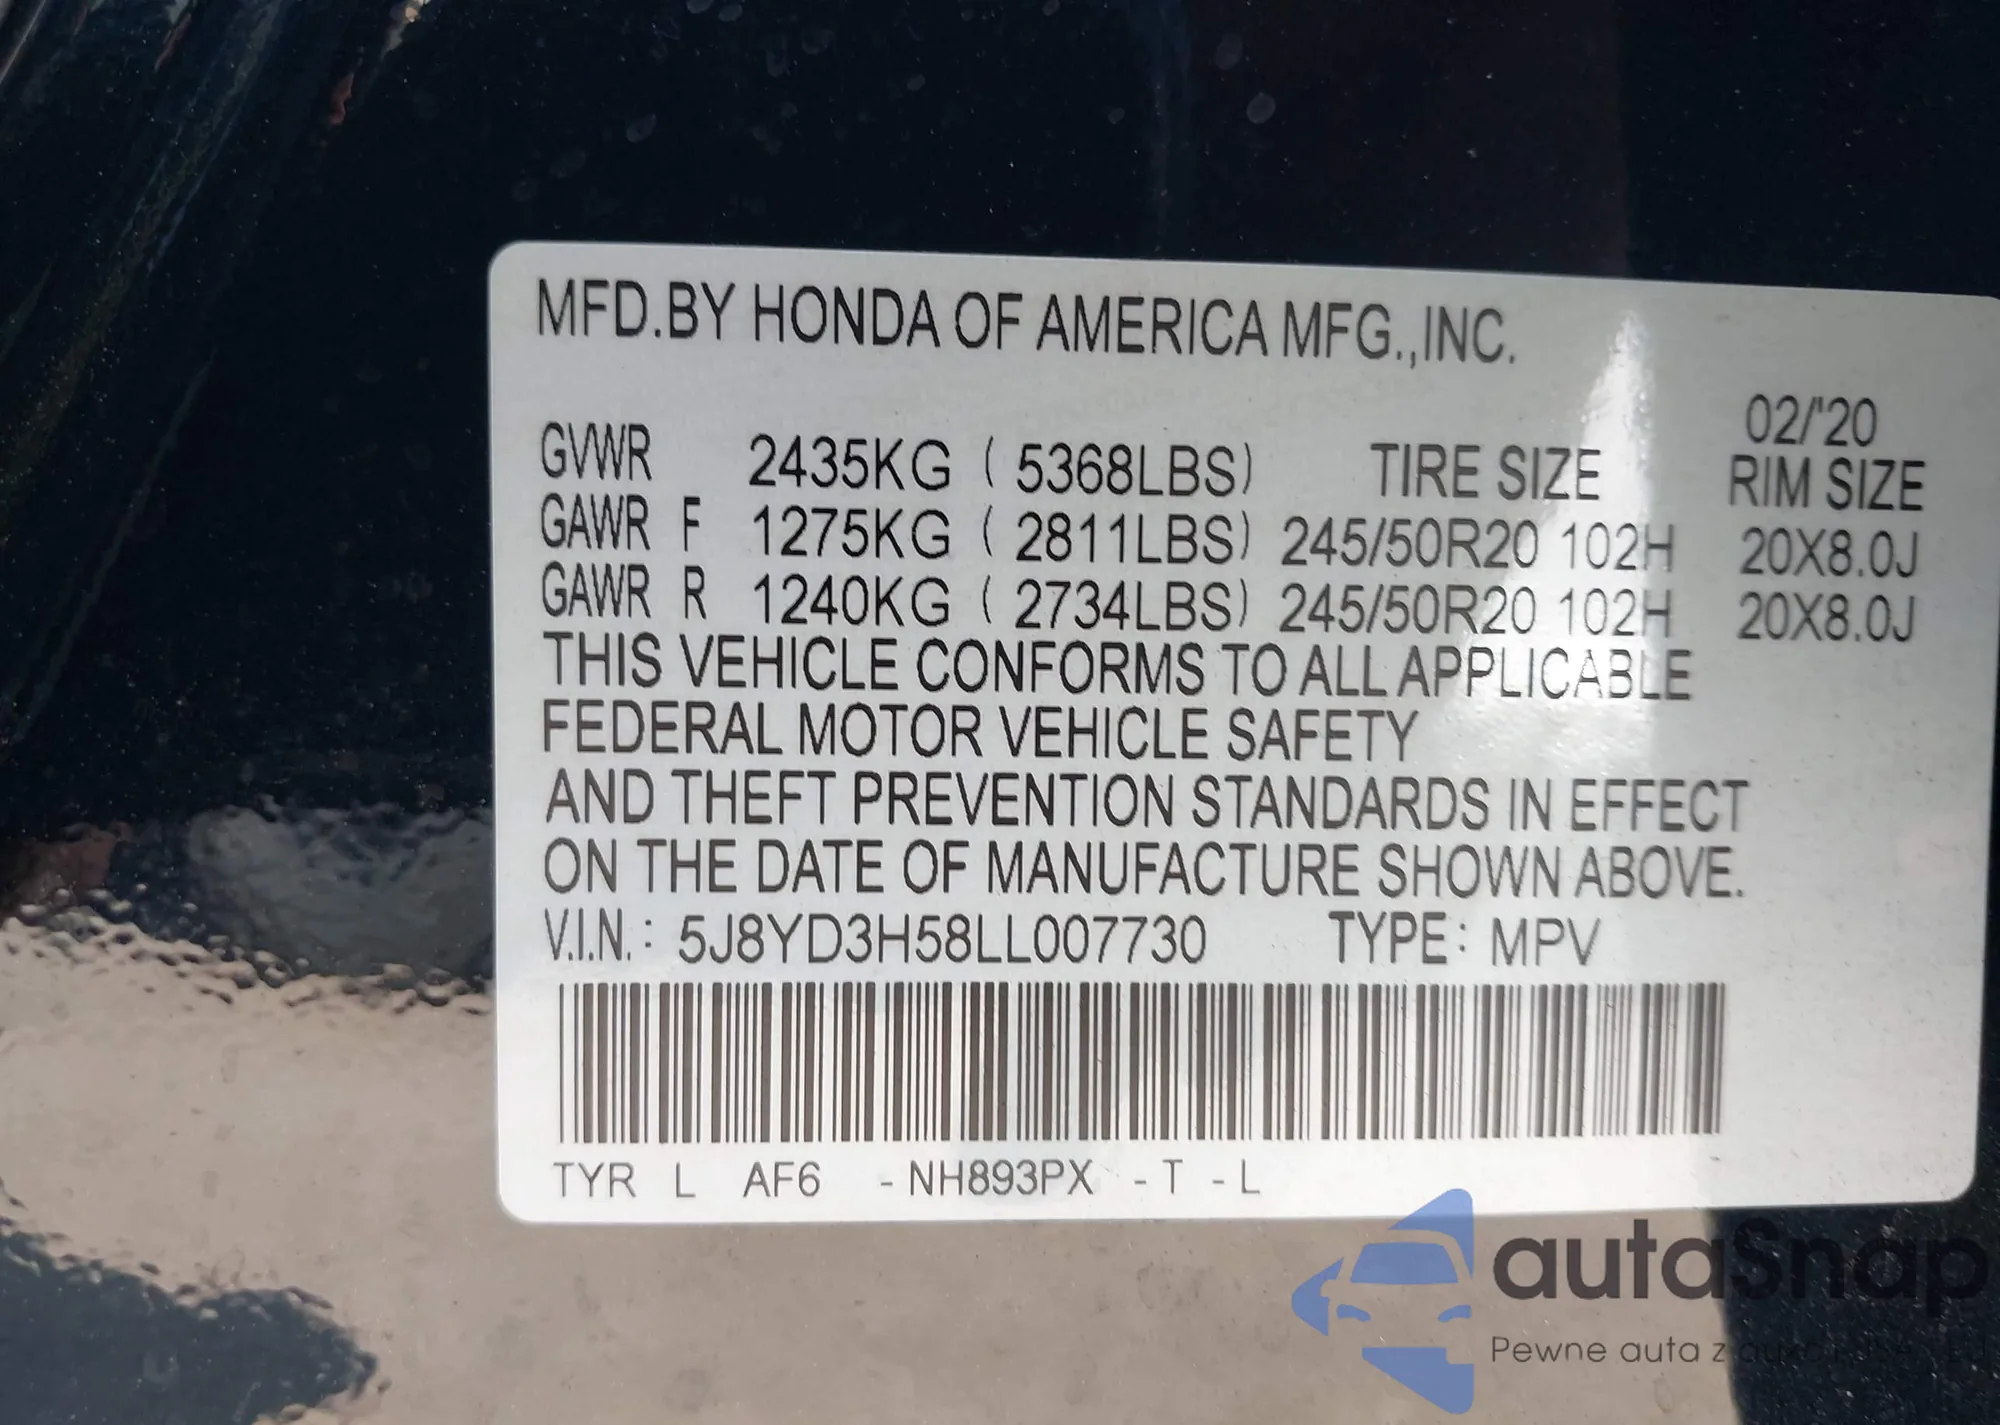 MFD.BY HONDA OF AMERICA MFG.,INC.
02/'20
GVWR 2435KG ( 5368LBS) TIRE SIZE RIM SIZE
GAWR F 1275KG ( 2811LBS) 245/50R20 102H 20X8.0J
GAWR R 1240KG ( 2734LBS) 245/50R20 102H 20X8.0J
THIS VEHICLE CONFORMS TO ALL APPLICABLE
FEDERAL MOTOR VEHICLE SAFETY
AND THEFT PREVENTION STANDARDS IN EFFECT
ON THE DATE OF MANUFACTURE SHOWN ABOVE.
V.I.N.: 5J8YD3H58LL007730 TYPE: MPV
TYR L AF6 -NH893PX -T -L
autaSnap
Pewne auta z